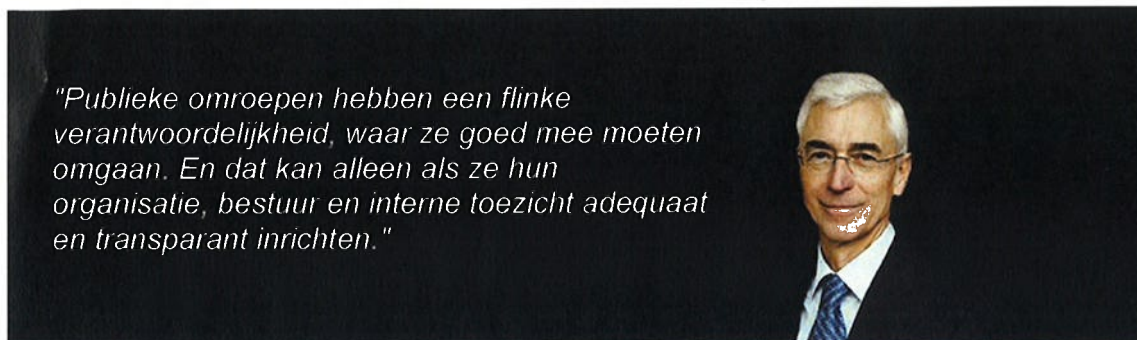 "Publieke omroepen hebben een flinke
verantwoordelijkheid, waar ze goed mee moeten
omgaan. En dat kan alleen als ze hun
organisatie, bestuur en interne toezicht adequaat
en transparant inrichten."